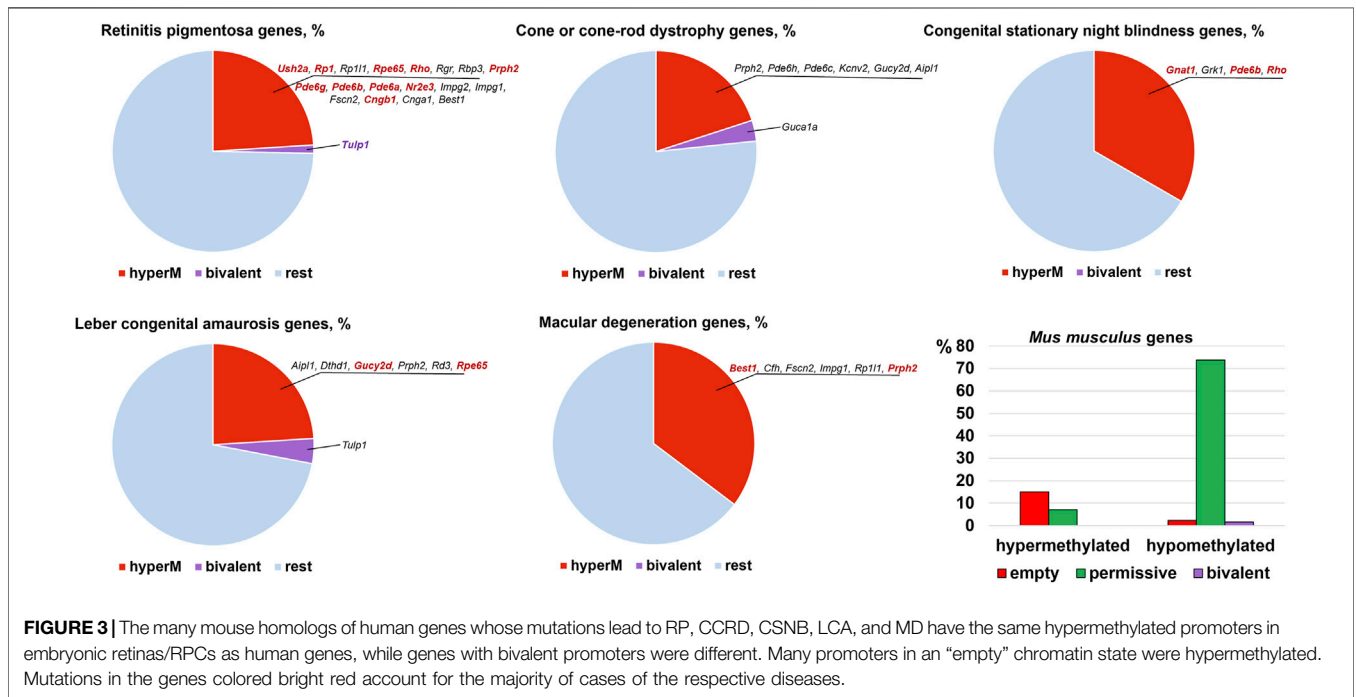 Retinitis pigmentosa genes, %
Ush2a, Rp1, Rp1l1, Rpe65, Rho, Rgr, Rbp3, Prph2
Pde6g, Pde6b, Pde6a, Nr2e3, Impg2, Impg1,
Fscn2, Cngb1, Cnga1, Best1
Tulp1
hyperM bivalent rest
Cone or cone-rod dystrophy genes, %
Prph2, Pde6h, Pde6c, Kcnv2, Gucy2d, Aipl1
Guca1a
hyperM bivalent rest
Congenital stationary night blindness genes, %
Gnat1, Grk1, Pde6b, Rho
hyperM bivalent rest
Leber congenital amaurosis genes, %
Aipl1, Dthd1, Gucy2d, Prph2, Rd3, Rpe65
Tulp1
hyperM bivalent rest
Macular degeneration genes, %
Best1, Cfh, Fscn2, Impg1, Rp1l1, Prph2
hyperM bivalent rest
Mus musculus genes
%
80
70
60
50
40
30
20
10
0
hypermethylated hypomethylated
empty permissive bivalent
FIGURE 3 | The many mouse homologs of human genes whose mutations lead to RP, CCRD, CSNB, LCA, and MD have the same hypermethylated promoters in
embryonic retinas/RPCs as human genes, while genes with bivalent promoters were different. Many promoters in an “empty” chromatin state were hypermethylated.
Mutations in the genes colored bright red account for the majority of cases of the respective diseases.